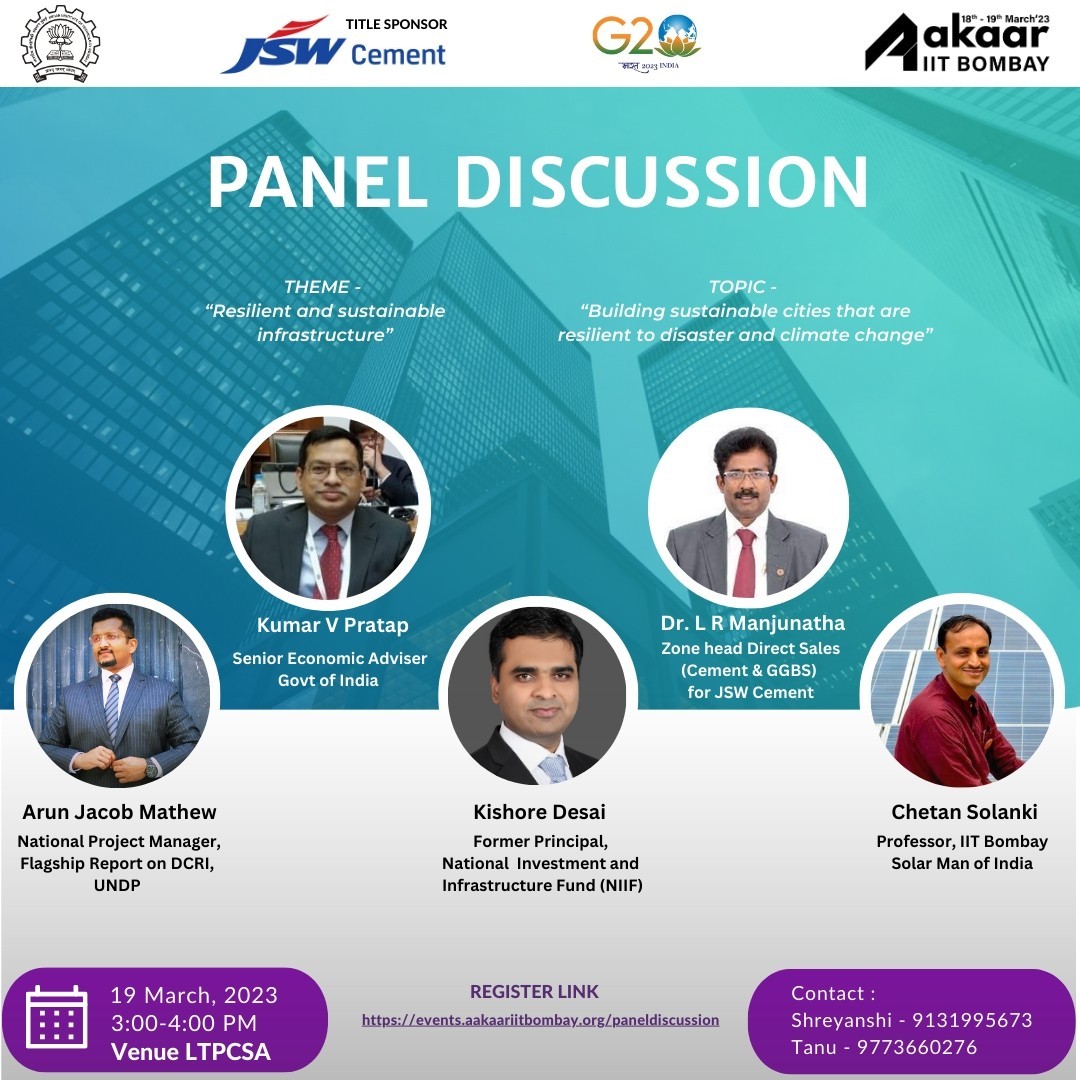 TITLE SPONSOR
JSW Cement
G20
भारत 2023 INDIA
18th - 19th March'23
Aakaar
IIT BOMBAY
PANEL DISCUSSION
THEME -
“Resilient and sustainable
infrastructure”
TOPIC -
“Building sustainable cities that are
resilient to disaster and climate change”
Kumar V Pratap
Senior Economic Adviser
Govt of India
Dr. L R Manjunatha
Zone head Direct Sales
(Cement & GGBS)
for JSW Cement
Arun Jacob Mathew
National Project Manager,
Flagship Report on DCRI,
UNDP
Kishore Desai
Former Principal,
National Investment and
Infrastructure Fund (NIIF)
Chetan Solanki
Professor, IIT Bombay
Solar Man of India
19 March, 2023
3:00-4:00 PM
Venue LTPCSA
REGISTER LINK
https://events.aakaariitbombay.org/paneldiscussion
Contact :
Shreyanshi - 9131995673
Tanu - 9773660276